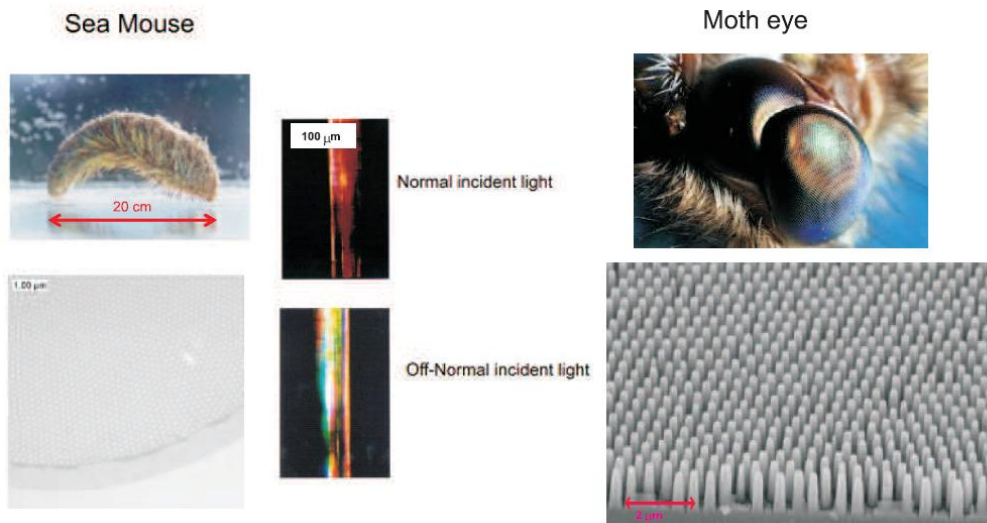 Sea Mouse
Moth eye
100 μm
Normal incident light
20 cm
1.00 μm
Off-Normal incident light
2 μm